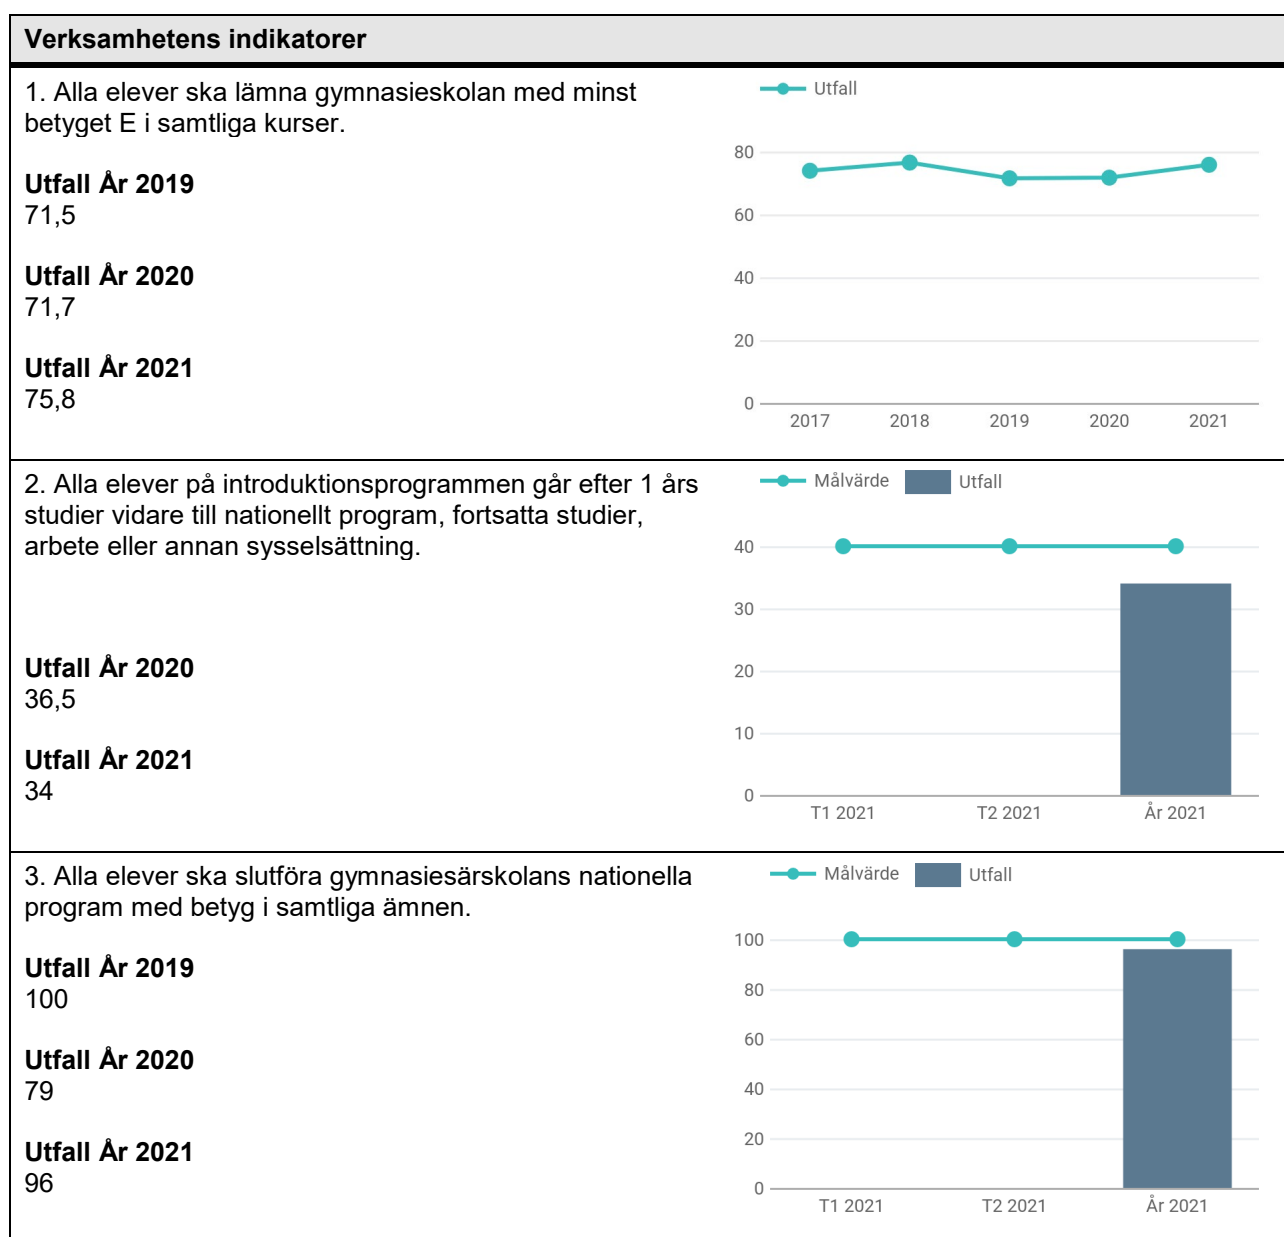 Verksamhetens indikatorer
1. Alla elever ska lämna gymnasieskolan med minst
betyget E i samtliga kurser.
Utfall År 2019
71,5
Utfall År 2020
71,7
Utfall År 2021
75,8
Utfall
80
60
40
20
0
2017 2018 2019 2020 2021
2. Alla elever på introduktionsprogrammen går efter 1 års
studier vidare till nationellt program, fortsatta studier,
arbete eller annan sysselsättning.
Utfall År 2020
36,5
Utfall År 2021
34
Målvärde Utfall
40
30
20
10
0
T1 2021 T2 2021 År 2021
3. Alla elever ska slutföra gymnasiesärskolans nationella
program med betyg i samtliga ämnen.
Utfall År 2019
100
Utfall År 2020
79
Utfall År 2021
96
Målvärde Utfall
100
80
60
40
20
0
T1 2021 T2 2021 År 2021